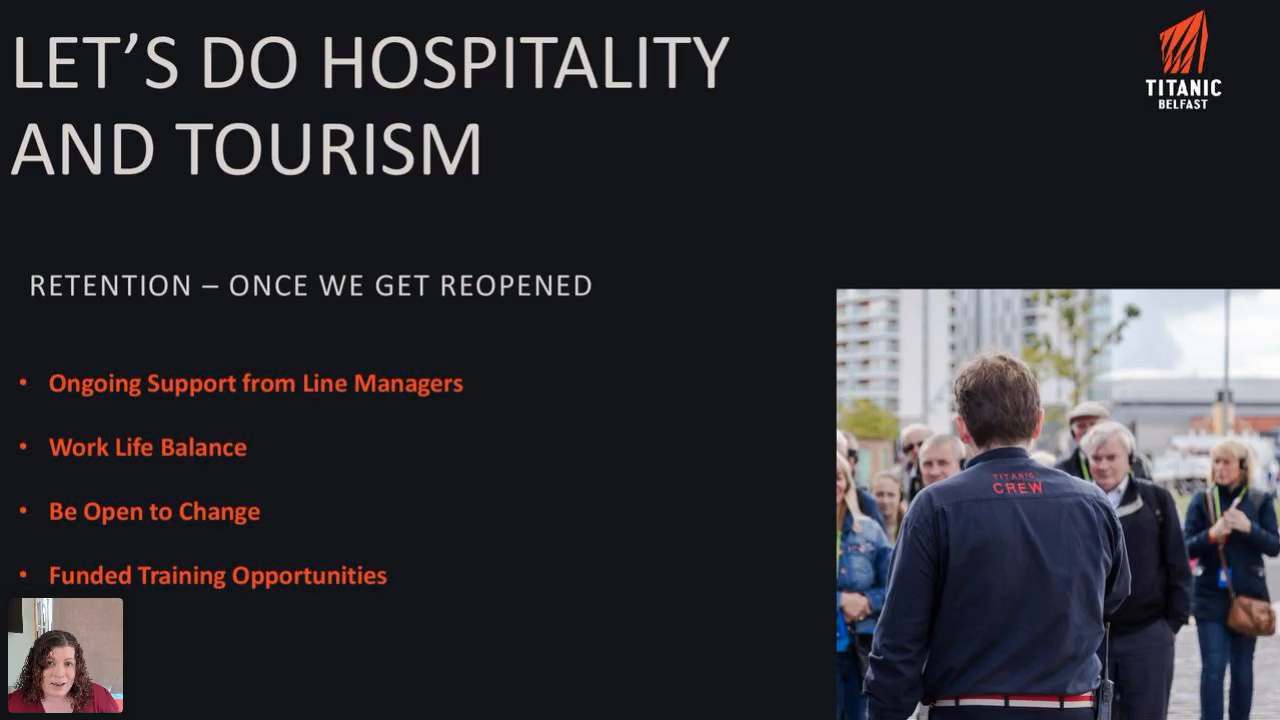 LET’S DO HOSPITALITY
AND TOURISM
TITANIC
BELFAST
RETENTION – ONCE WE GET REOPENED
• Ongoing Support from Line Managers
• Work Life Balance
• Be Open to Change
• Funded Training Opportunities
TITANIC
CREW